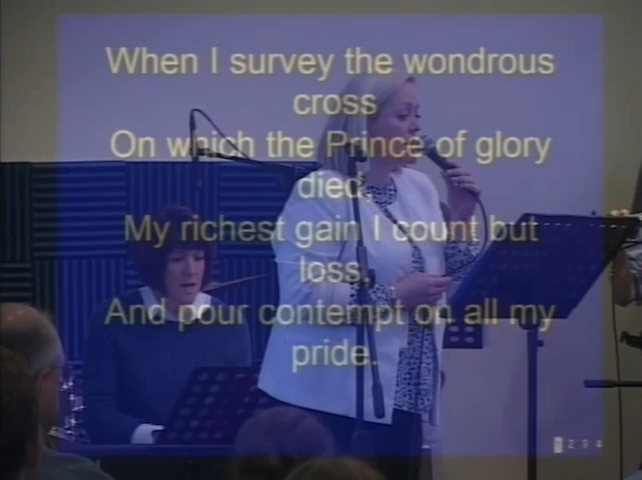 When I survey the wondrous
cross
On which the Prince of glory
died,
My richest gain I count but
loss,
And pour contempt on all my
pride.
1 2 3 4